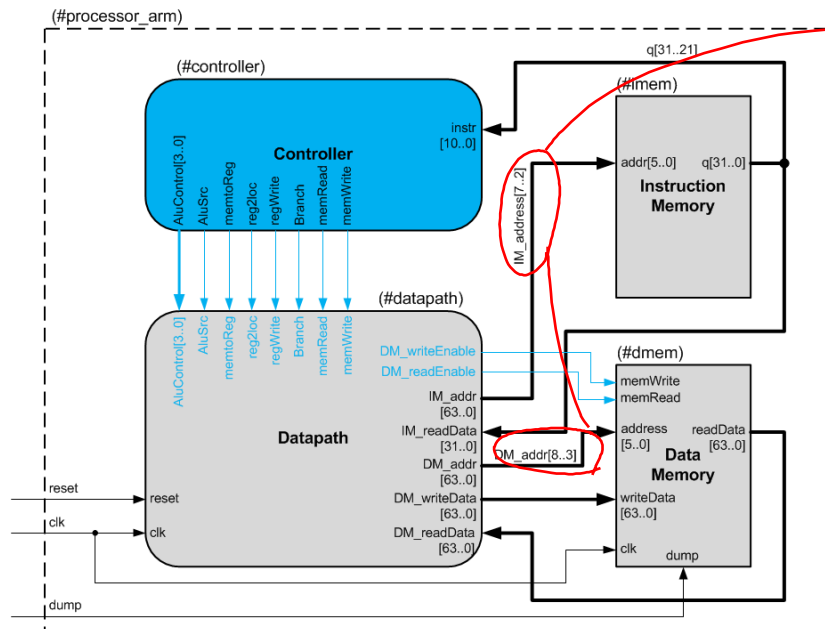 (#processor_arm)
q[31..21]
(#controller)
(#imem)
instr
[10..0]
Controller
addr[5..0]
q[31..0]
Instruction
Memory
IM_address[7..2]
AluControl[3..0]
AluSrc
memtoReg
reg2loc
regWrite
Branch
memRead
memWrite
(#datapath)
AluControl[3..0]
AluSrc
memtoReg
reg2loc
regWrite
Branch
memRead
memWrite
DM_writeEnable
DM_readEnable
(#dmem)
memWrite
memRead
IM_addr
[63..0]
Datapath
IM_readData
[31..0]
DM_addr[8..3]
address
[5..0]
readData
[63..0]
Data
Memory
DM_addr
[63..0]
reset
reset
DM_writeData
[63..0]
writeData
[63..0]
clk
clk
DM_readData
[63..0]
clk
dump
dump